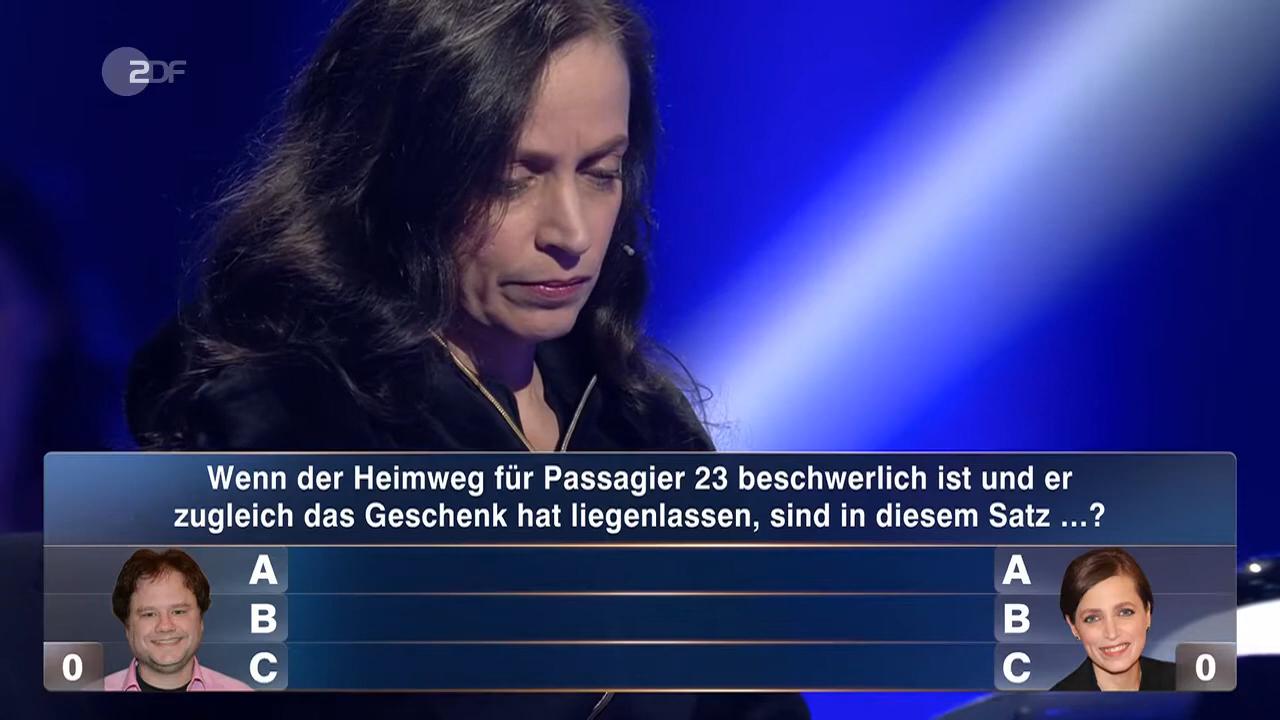 ZDF
Wenn der Heimweg für Passagier 23 beschwerlich ist und er
zugleich das Geschenk hat liegenlassen, sind in diesem Satz ...?
A A
B B
0 C C 0